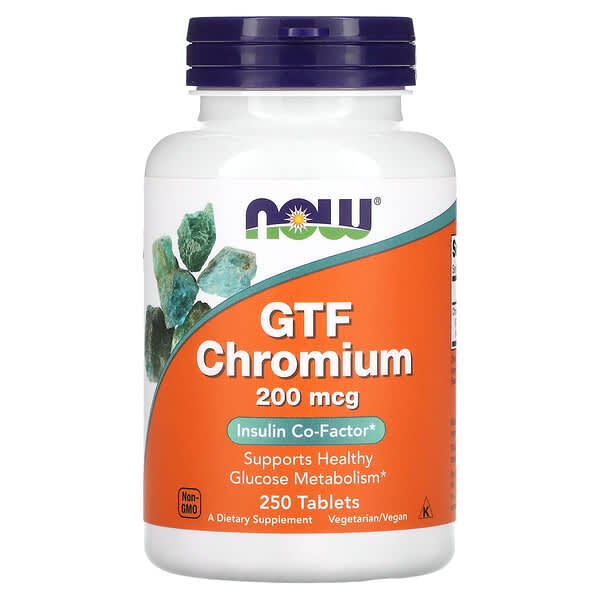 NOW®
GTF
Chromium
200 mcg
Insulin Co-Factor*
Supports Healthy
Glucose Metabolism*
250 Tablets
Non-
GMO
A Dietary Supplement
Vegetarian/Vegan
K